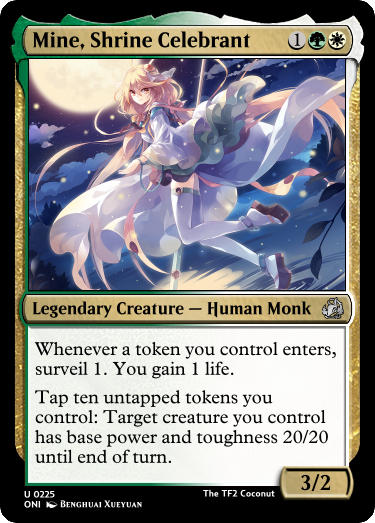 Mine, Shrine Celebrant 1
Legendary Creature — Human Monk
Whenever a token you control enters,
surveil 1. You gain 1 life.
Tap ten untapped tokens you
control: Target creature you control
has base power and toughness 20/20
until end of turn.
3/2
U 0225
The TF2 Coconut
ONI Benghuai Xueyuan